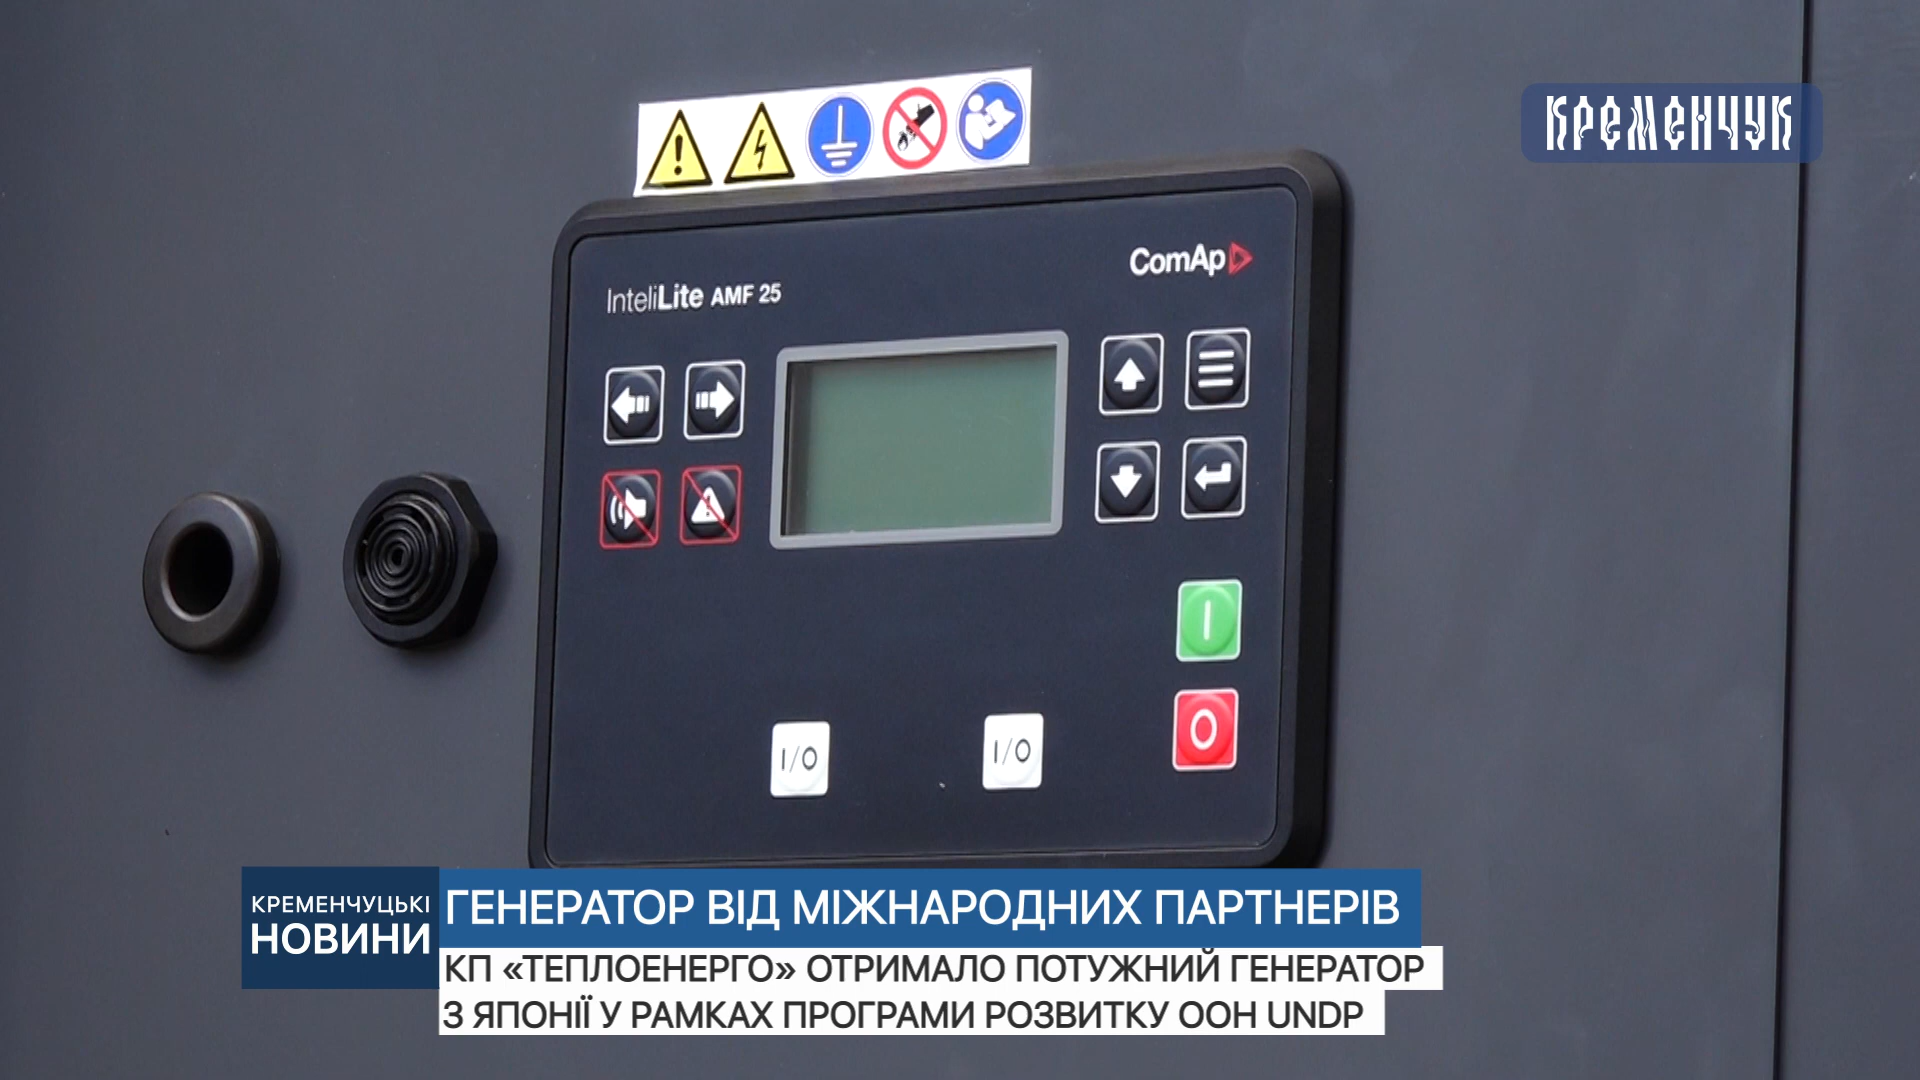 КРЕМЕНЧУК
ComAp
InteliLite AMF 25
I/O
I/O
КРЕМЕНЧУЦЬКІ
НОВИНИ
ГЕНЕРАТОР ВІД МІЖНАРОДНИХ ПАРТНЕРІВ
КП «ТЕПЛОЕНЕРГО» ОТРИМАЛО ПОТУЖНИЙ ГЕНЕРАТОР
З ЯПОНІЇ У РАМКАХ ПРОГРАМИ РОЗВИТКУ ООН UNDP